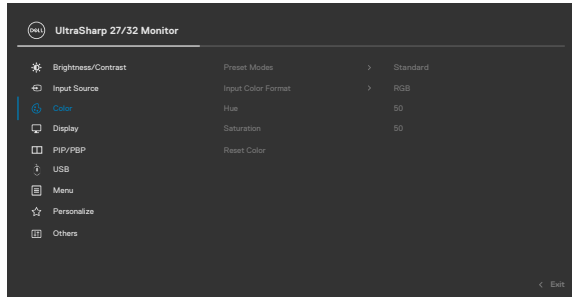 DELL UltraSharp 27/32 Monitor
Brightness/Contrast Preset Modes > Standard
Input Source Input Color Format > RGB
Color Hue 50
Display Saturation 50
PIP/PBP Reset Color
USB
Menu
Personalize
Others
< Exit